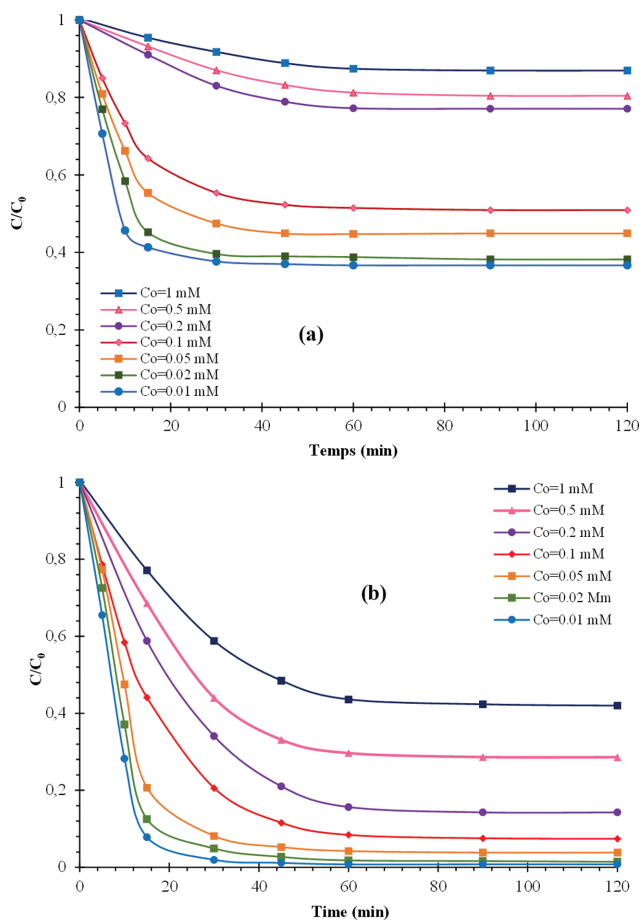 1
0,8
0,6
0,4
0,2
0
C/C0
Co=1 mM
Co=0.5 mM
Co=0.2 mM
Co=0.1 mM
Co=0.05 mM
Co=0.02 mM
Co=0.01 mM
(a)
0 20 40 60 80 100 120
Temps (min)
1
0,8
0,6
0,4
0,2
0
C/C0
Co=1 mM
Co=0.5 mM
Co=0.2 mM
Co=0.1 mM
Co=0.05 mM
Co=0.02 Mm
Co=0.01 mM
(b)
0 20 40 60 80 100 120
Time (min)